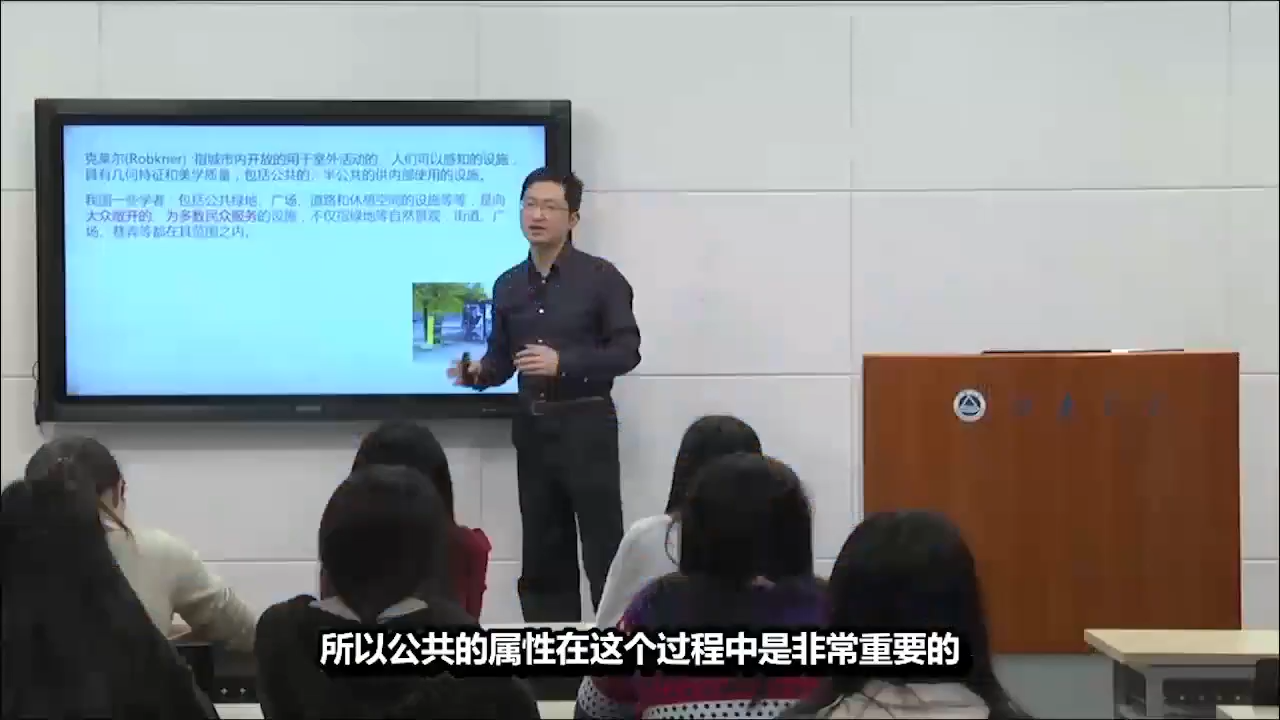 克莱尔(Robkner) :指城市内开放的用于室外活动的、人们可以感知的设施，
具有几何特征和美学质量，包括公共的、半公共的供内部使用的设施。
我国一些学者：包括公共绿地、广场、道路和休憩空间的设施等等，是向
大众敞开的、为多数民众服务的设施，不仅指绿地等自然景观，街道、广
场、巷弄等都在其范围之内。
所以公共的属性在这个过程中是非常重要的